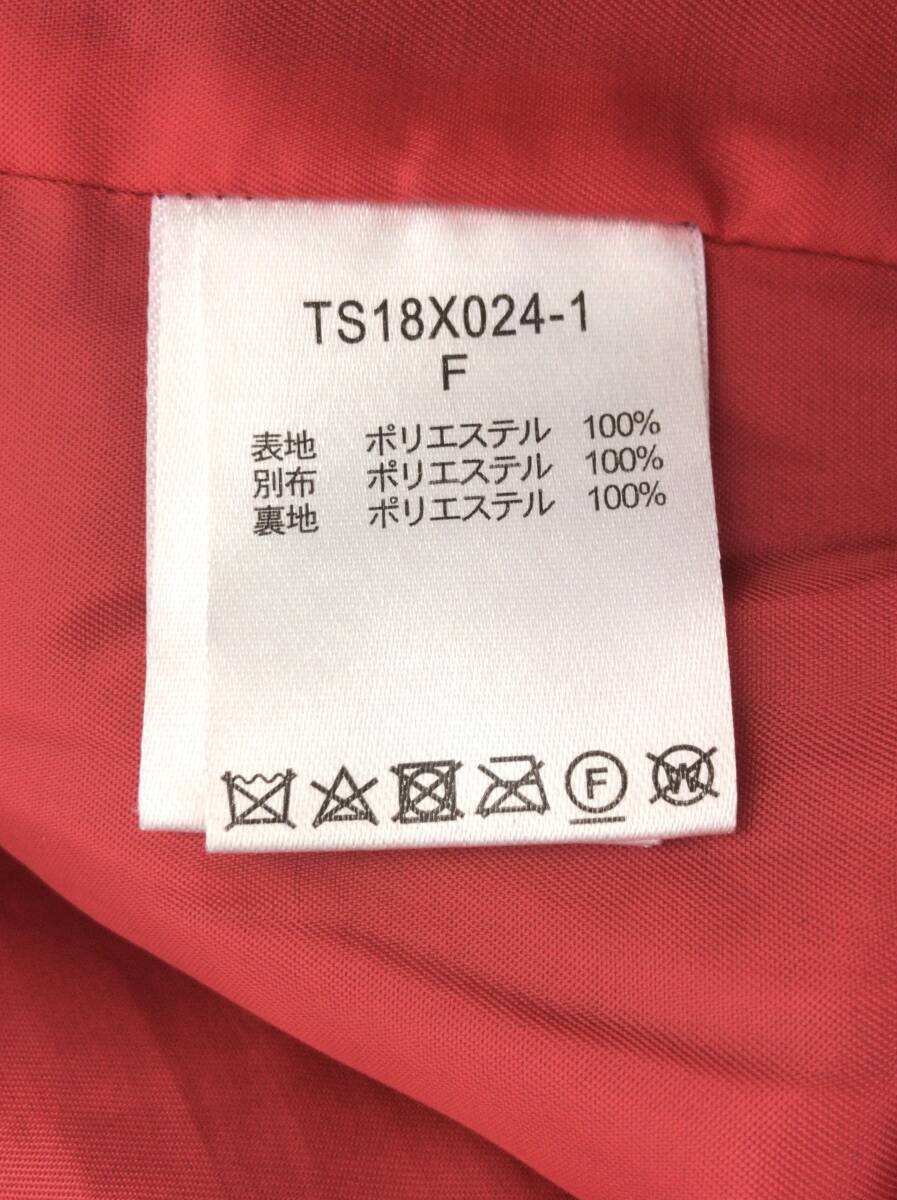 TS18X024-1
F
表地 ポリエステル 100%
別布 ポリエステル 100%
裏地 ポリエステル 100%
F W